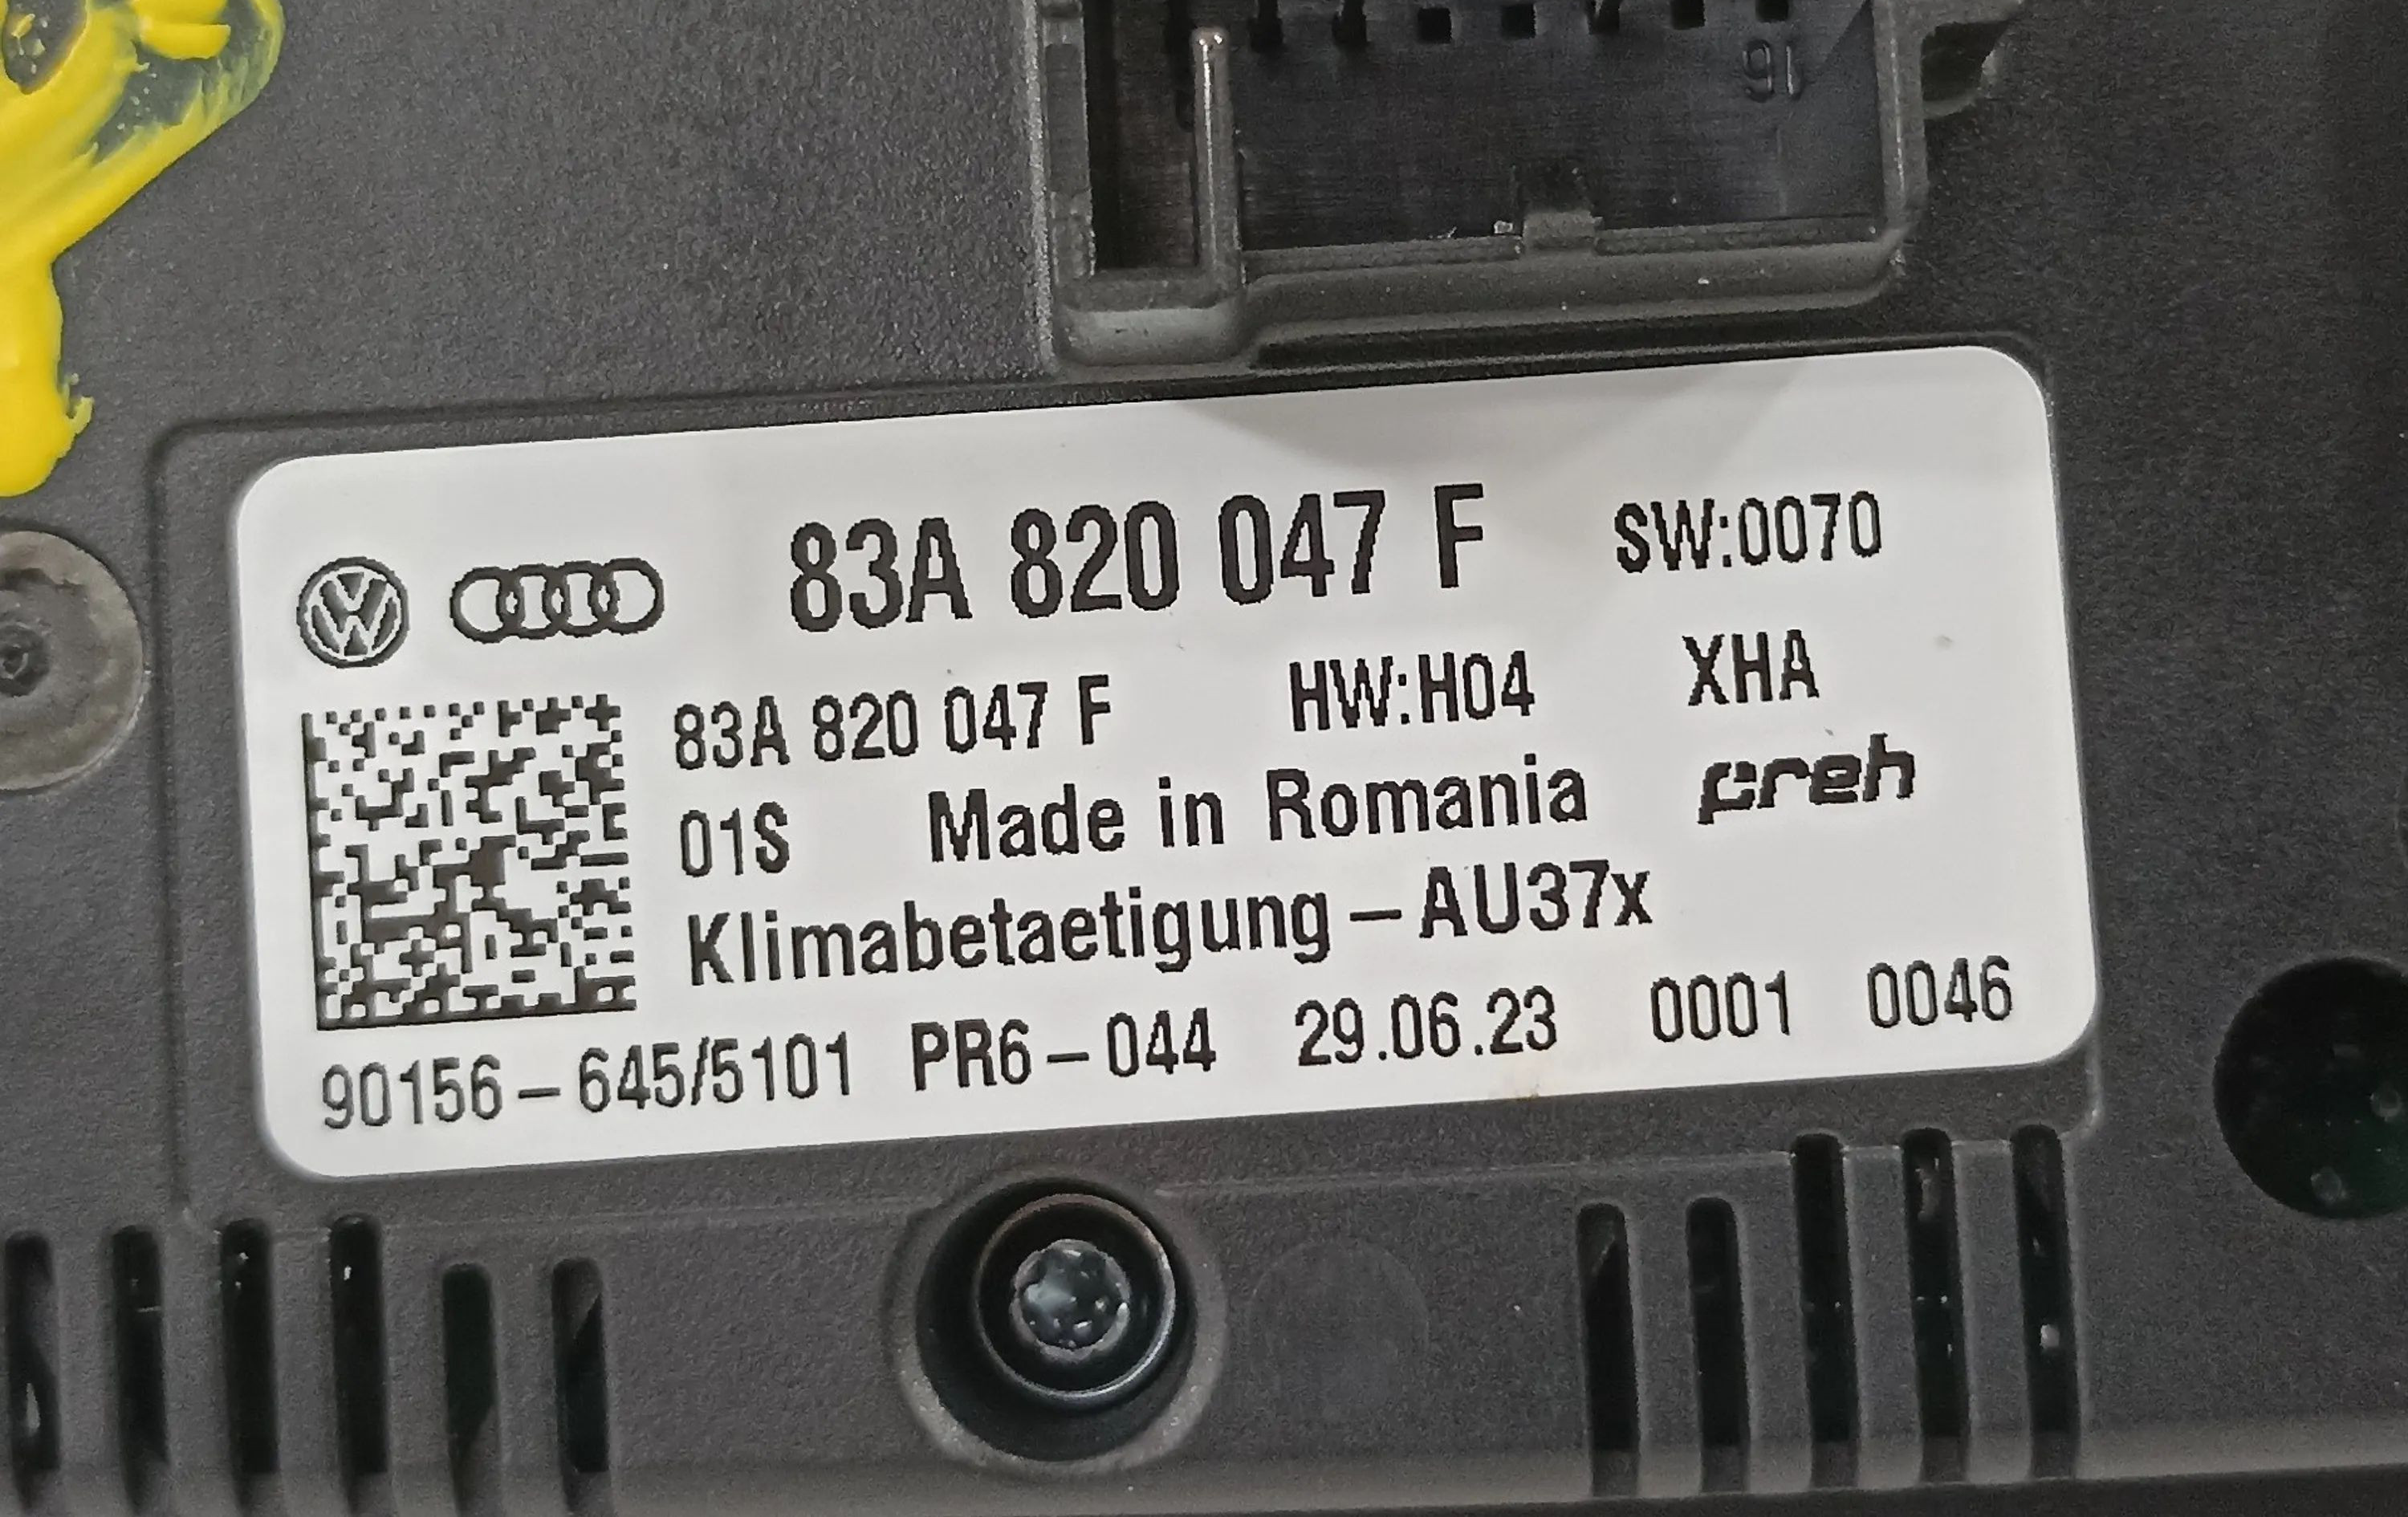 16
83A 820 047 F SW:0070
83A 820 047 F HW:H04 XHA
01S Made in Romania preh
Klimabetaetigung – AU37x
90156 – 645/5101 PR6 – 044 29.06.23 0001 0046